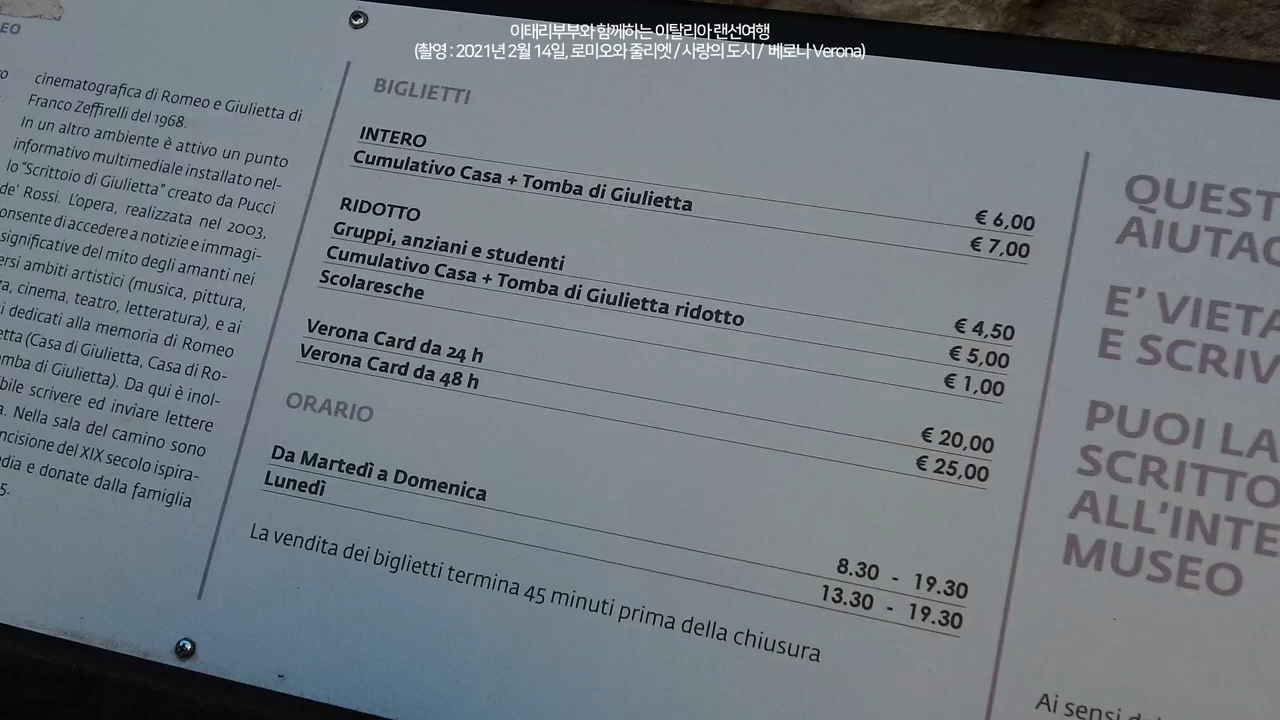 이태리부부와 함께하는 이탈리아 랜선여행
(촬영 : 2021년 2월 14일, 로미오와 줄리엣 / 사랑의 도시 / 베로나 Verona)
cinematografica di Romeo e Giulietta di
Franco Zeffirelli del 1968.
In un altro ambiente è attivo un punto
informativo multimediale installato nel-
lo "Scrittoio di Giulietta" creato da Pucci
de' Rossi. L'opera, realizzata nel 2003,
onsente di accedere a notizie e immagi-
significative del mito degli amanti nei
ersi ambiti artistici (musica, pittura,
za, cinema, teatro, letteratura), e ai
i dedicati alla memoria di Romeo
etta (Casa di Giulietta, Casa di Ro-
mba di Giulietta). Da qui è inol-
bile scrivere ed inviare lettere
a. Nella sala del camino sono
ncisione del XIX secolo ispira-
dia e donate dalla famiglia
5.
BIGLIETTI
INTERO € 6,00
Cumulativo Casa + Tomba di Giulietta € 7,00
RIDOTTO
Gruppi, anziani e studenti € 4,50
Cumulativo Casa + Tomba di Giulietta ridotto € 5,00
Scolaresche € 1,00
Verona Card da 24 h € 20,00
Verona Card da 48 h € 25,00
ORARIO
Da Martedì a Domenica 8.30 - 19.30
Lunedì 13.30 - 19.30
La vendita dei biglietti termina 45 minuti prima della chiusura
QUEST
AIUTAC
E' VIETA
E SCRIV
PUOI LA
SCRITTO
ALL'INTE
MUSEO
Ai sensi